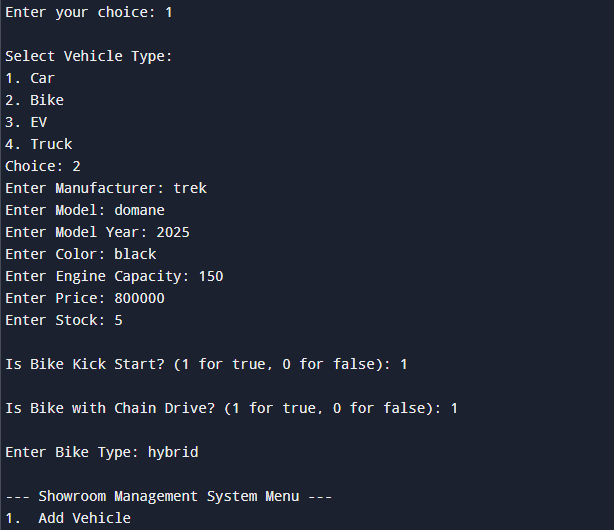 Enter your choice: 1
Select Vehicle Type:
1. Car
2. Bike
3. EV
4. Truck
Choice: 2
Enter Manufacturer: trek
Enter Model: domane
Enter Model Year: 2025
Enter Color: black
Enter Engine Capacity: 150
Enter Price: 800000
Enter Stock: 5
Is Bike Kick Start? (1 for true, 0 for false): 1
Is Bike with Chain Drive? (1 for true, 0 for false): 1
Enter Bike Type: hybrid
--- Showroom Management System Menu ---
1.  Add Vehicle